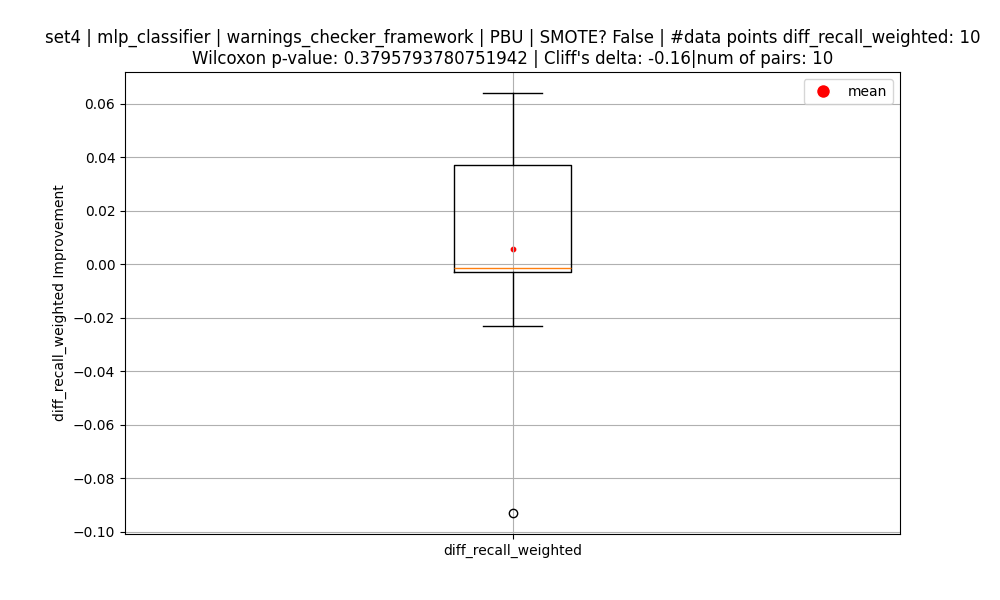 set4 | mlp_classifier | warnings_checker_framework | PBU | SMOTE? False | #data points diff_recall_weighted: 10
Wilcoxon p-value: 0.3795793780751942 | Cliff's delta: -0.16|num of pairs: 10
mean
0.06
0.04
0.02
0.00
−0.02
−0.04
−0.06
−0.08
−0.10
diff_recall_weighted Improvement
diff_recall_weighted